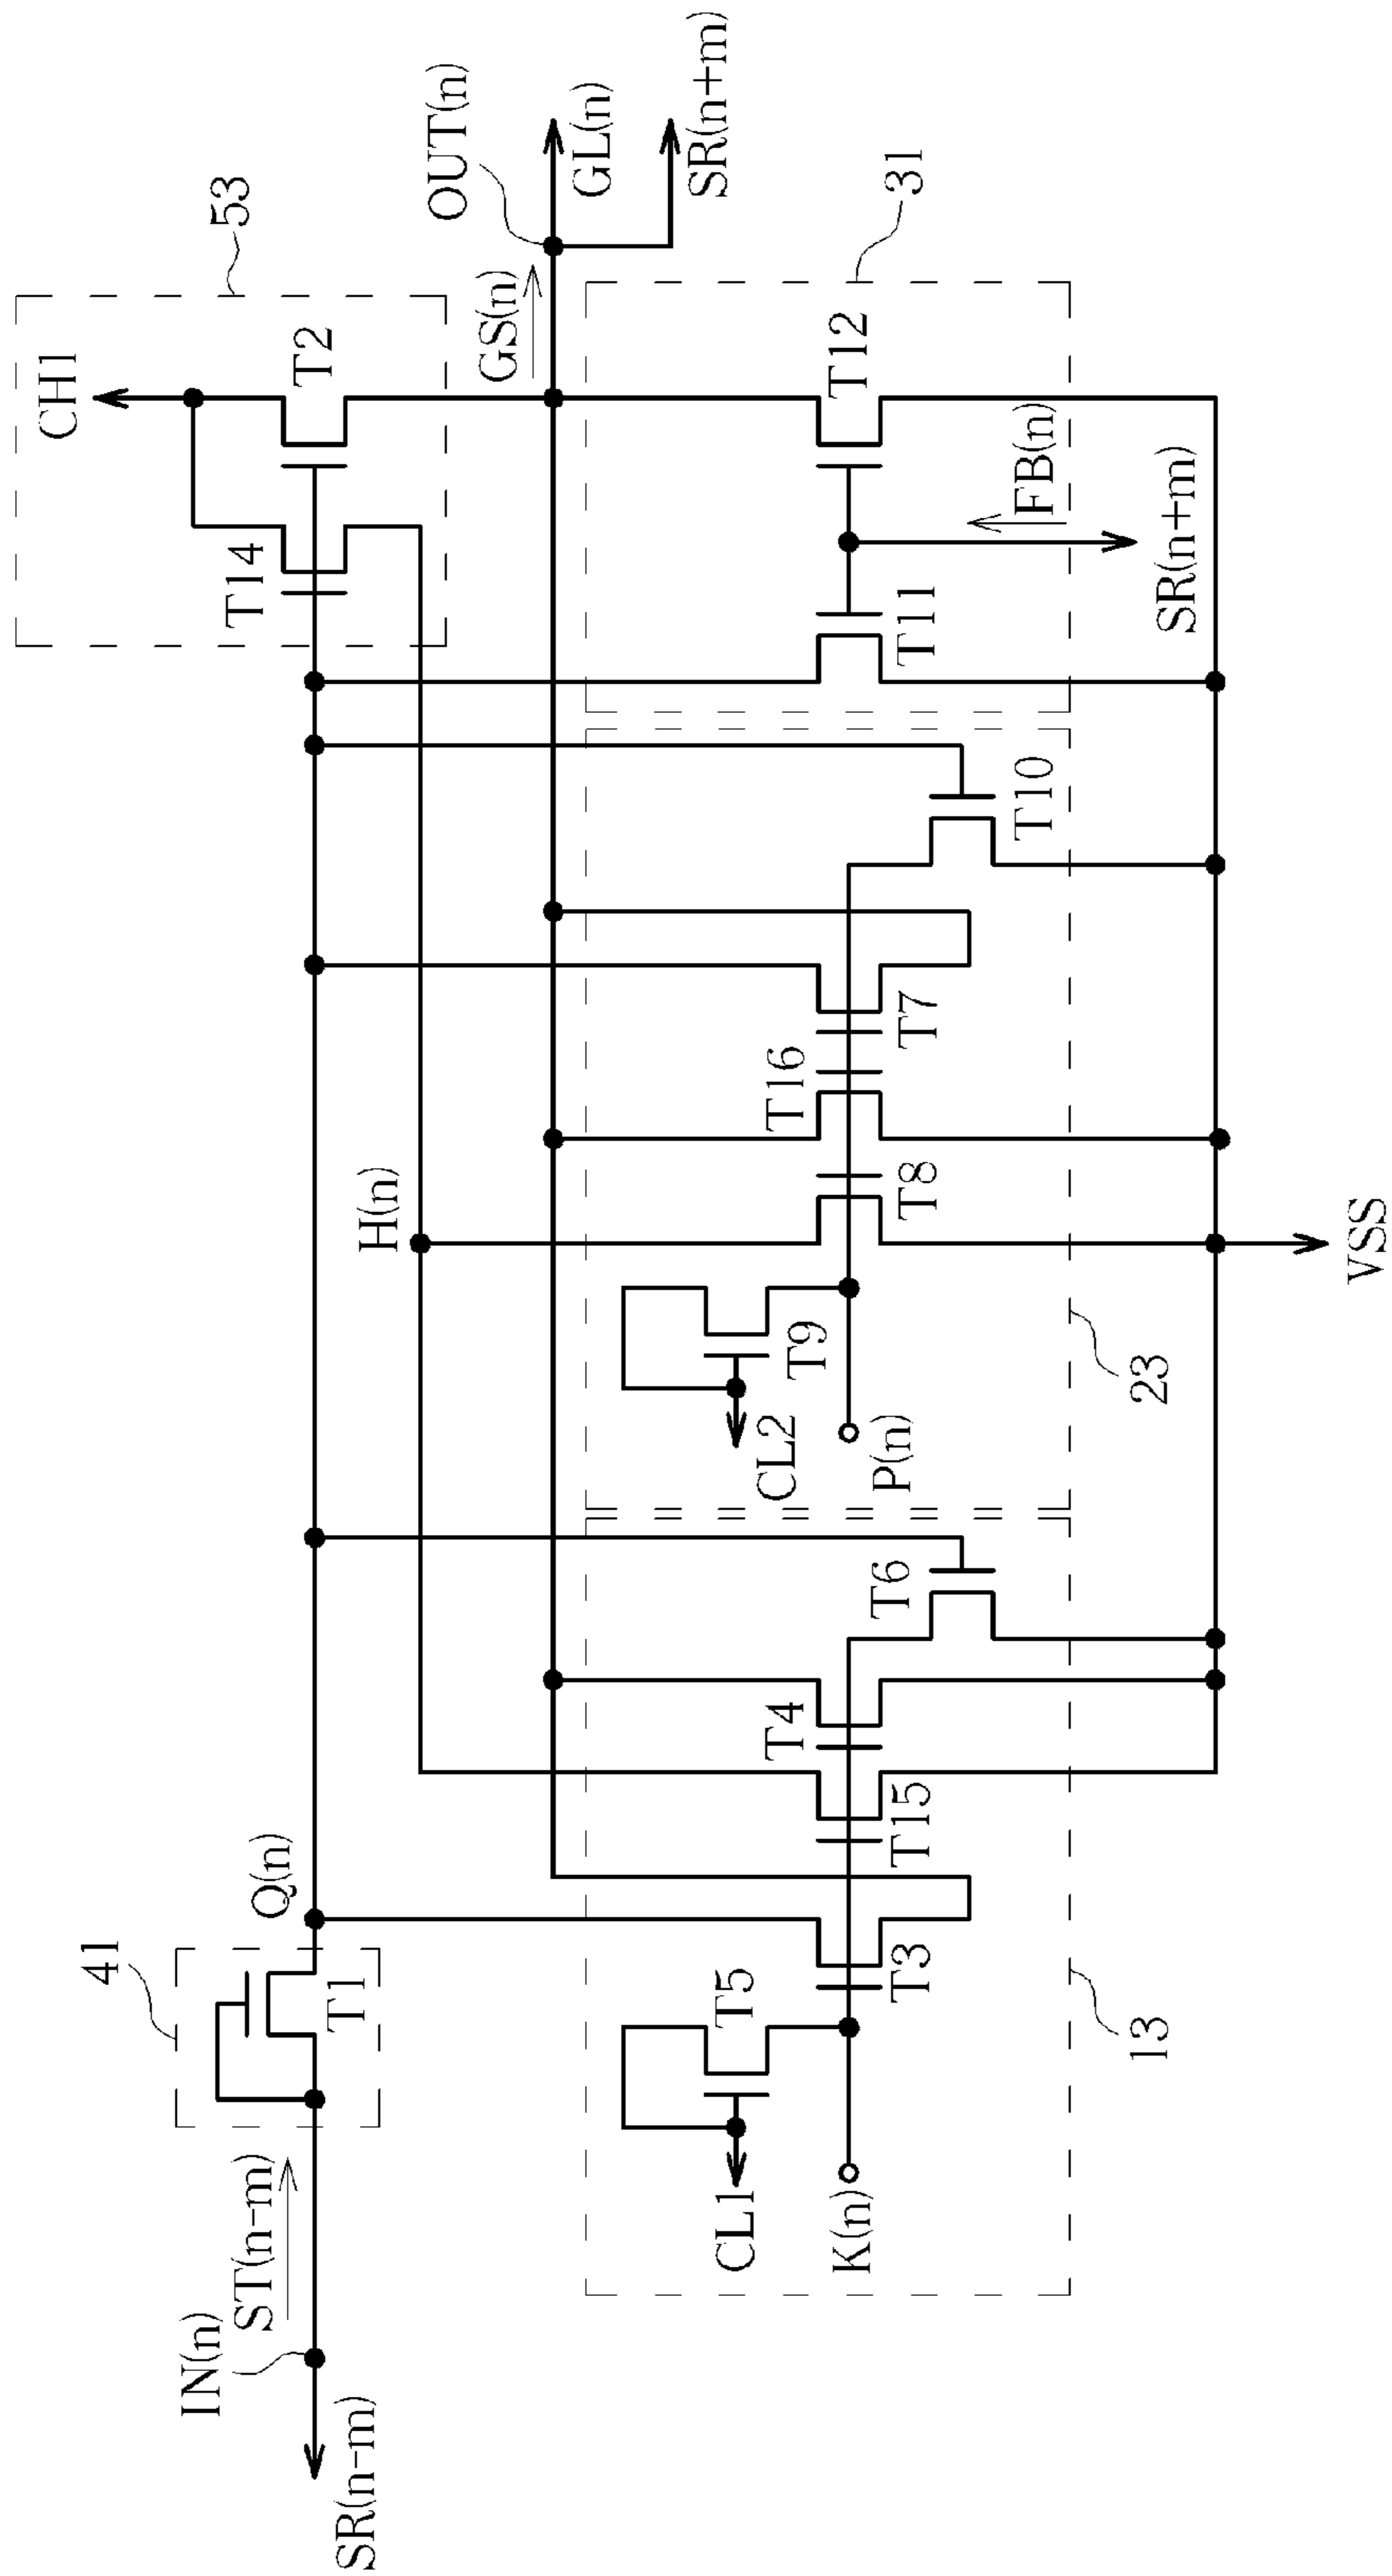 SR(n-m)
IN(n)
ST(n-m)
41
T1
Q(n)
H(n)
53
CH1
T14
T2
GS(n)
OUT(n)
GL(n)
SR(n+m)
CL1
K(n)
T5
T3
T15
T4
T6
13
CL2
P(n)
T9
T8
T16
T7
T10
23
T11
T12
FB(n)
SR(n+m)
31
VSS